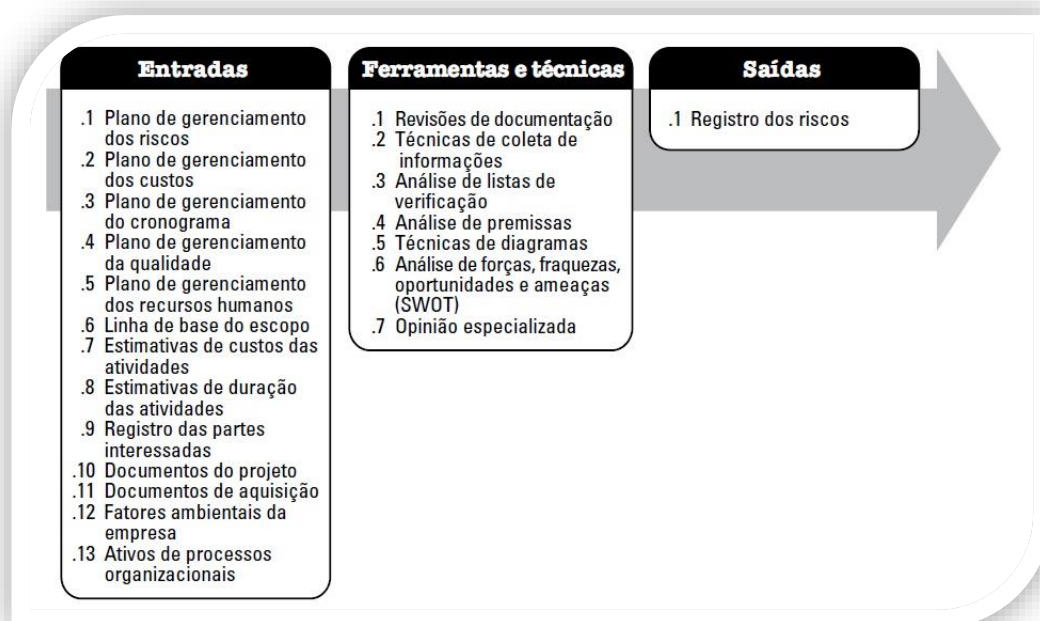 Entradas
.1 Plano de gerenciamento
dos riscos
.2 Plano de gerenciamento
dos custos
.3 Plano de gerenciamento
do cronograma
.4 Plano de gerenciamento
da qualidade
.5 Plano de gerenciamento
dos recursos humanos
.6 Linha de base do escopo
.7 Estimativas de custos das
atividades
.8 Estimativas de duração
das atividades
.9 Registro das partes
interessadas
.10 Documentos do projeto
.11 Documentos de aquisição
.12 Fatores ambientais da
empresa
.13 Ativos de processos
organizacionais
Ferramentas e técnicas
.1 Revisões de documentação
.2 Técnicas de coleta de
informações
.3 Análise de listas de
verificação
.4 Análise de premissas
.5 Técnicas de diagramas
.6 Análise de forças, fraquezas,
oportunidades e ameaças
(SWOT)
.7 Opinião especializada
Saídas
.1 Registro dos riscos